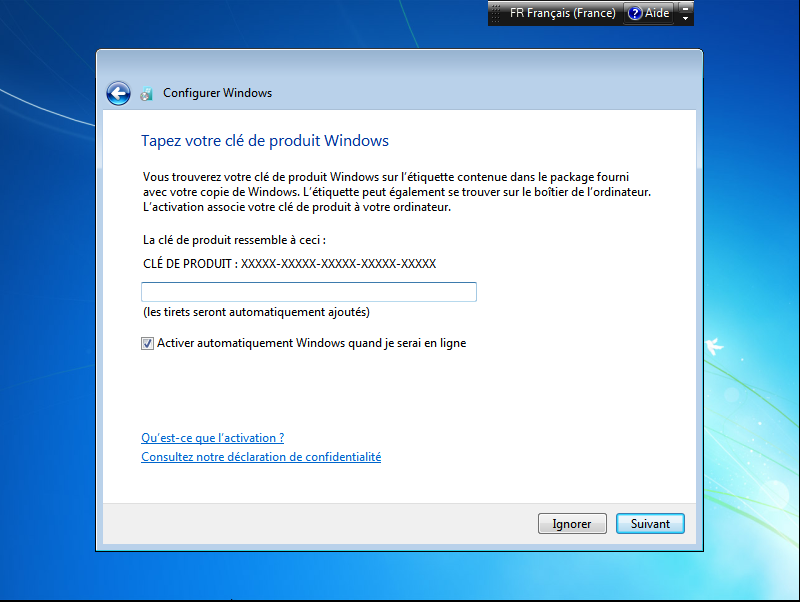 FR Français (France) Aide
Configurer Windows
Tapez votre clé de produit Windows
Vous trouverez votre clé de produit Windows sur l'étiquette contenue dans le package fourni
avec votre copie de Windows. L'étiquette peut également se trouver sur le boîtier de l'ordinateur.
L'activation associe votre clé de produit à votre ordinateur.
La clé de produit ressemble à ceci :
CLÉ DE PRODUIT : XXXXX-XXXXX-XXXXX-XXXXX-XXXXX
(les tirets seront automatiquement ajoutés)
Activer automatiquement Windows quand je serai en ligne
Qu'est-ce que l'activation ?
Consultez notre déclaration de confidentialité
Ignorer Suivant